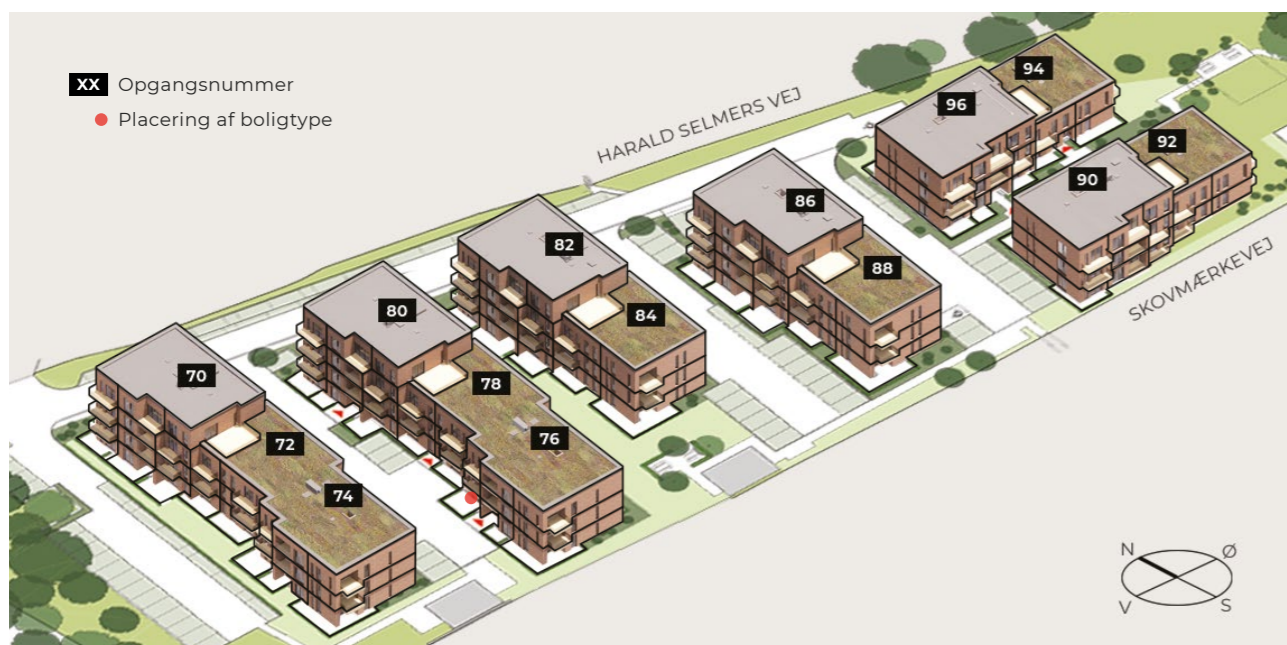 XX Opgangsnummer
Placering af boligtype
HARALD SELMERS VEJ
SKOVMÆRKEVEJ
94
96
92
90
86
88
82
84
80
78
76
70
72
74
N
Ø
V
S